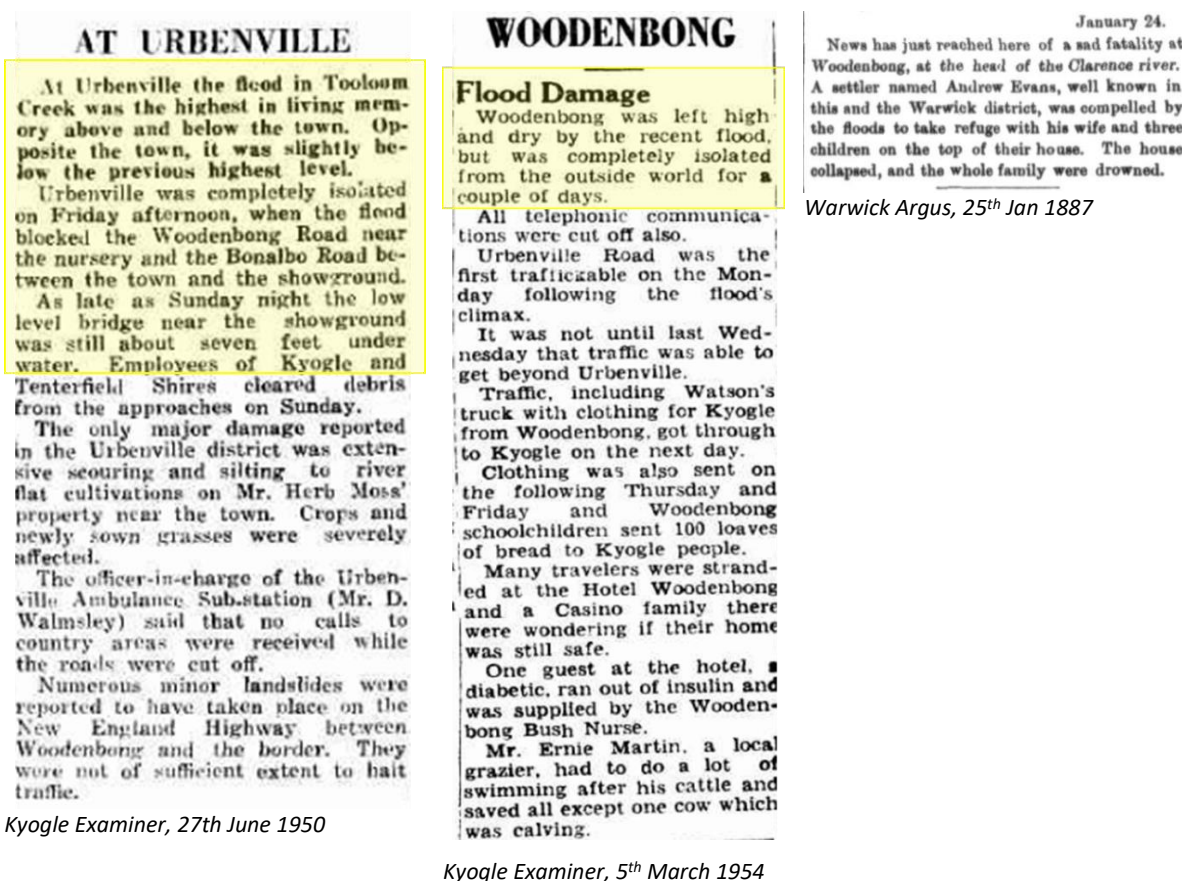 AT URBENVILLE
At Urbenville the flood in Tooloom
Creek was the highest in living mem-
ory above and below the town. Op-
posite the town, it was slightly be-
low the previous highest level.
Urbenville was completely isolated
on Friday afternoon, when the flood
blocked the Woodenbong Road near
the nursery and the Bonalbo Road be-
tween the town and the showground.
As late as Sunday night the low
level bridge near the showground
was still about seven feet under
water. Employees of Kyogle and
Tenterfield Shires cleared debris
from the approaches on Sunday.
The only major damage reported
in the Urbenville district was exten-
sive scouring and silting to river
flat cultivations on Mr. Herb Moss'
property near the town. Crops and
newly sown grasses were severely
affected.
The officer-in-charge of the Urben-
ville Ambulance Sub.station (Mr. D.
Walmsley) said that no calls to
country areas were received while
the roads were cut off.
Numerous minor landslides were
reported to have taken place on the
New England Highway between
Woodenbong and the border. They
were not of sufficient extent to halt
traffic.
Kyogle Examiner, 27th June 1950
WOODENBONG
Flood Damage
Woodenbong was left high
and dry by the recent flood,
but was completely isolated
from the outside world for a
couple of days.
All telephonic communica-
tions were cut off also.
Urbenville Road was the
first traffickable on the Mon-
day following the flood's
climax.
It was not until last Wed-
nesday that traffic was able to
get beyond Urbenville.
Traffic, including Watson's
truck with clothing for Kyogle
from Woodenbong, got through
to Kyogle on the next day.
Clothing was also sent on
the following Thursday and
Friday and Woodenbong
schoolchildren sent 100 loaves
of bread to Kyogle people.
Many travelers were strand-
ed at the Hotel Woodenbong
and a Casino family there
were wondering if their home
was still safe.
One guest at the hotel, a
diabetic, ran out of insulin and
was supplied by the Wooden-
bong Bush Nurse.
Mr. Ernie Martin, a local
grazier, had to do a lot of
swimming after his cattle and
saved all except one cow which
was calving.
Kyogle Examiner, 5th March 1954
January 24.
News has just reached here of a sad fatality at
Woodenbong, at the head of the Clarence river.
A settler named Andrew Evans, well known in
this and the Warwick district, was compelled by
the floods to take refuge with his wife and three
children on the top of their house. The house
collapsed, and the whole family were drowned.
Warwick Argus, 25th Jan 1887